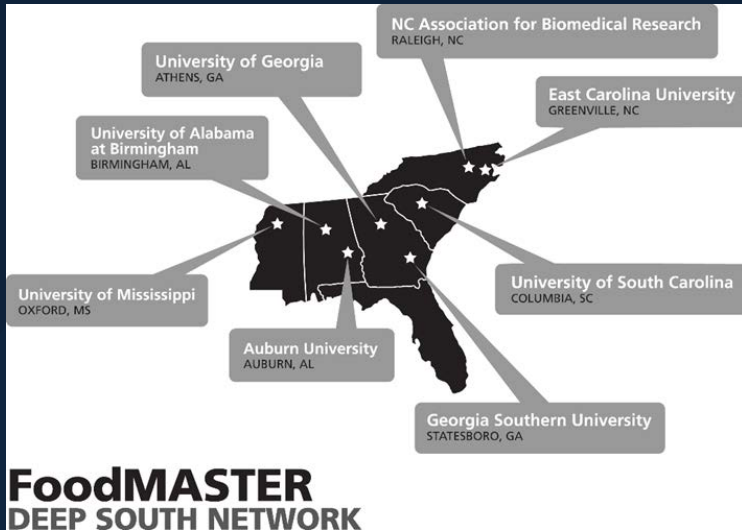 NC Association for Biomedical Research
RALEIGH, NC
University of Georgia
ATHENS, GA
East Carolina University
GREENVILLE, NC
University of Alabama
at Birmingham
BIRMINGHAM, AL
University of Mississippi
OXFORD, MS
University of South Carolina
COLUMBIA, SC
Auburn University
AUBURN, AL
Georgia Southern University
STATESBORO, GA
FoodMASTER
DEEP SOUTH NETWORK